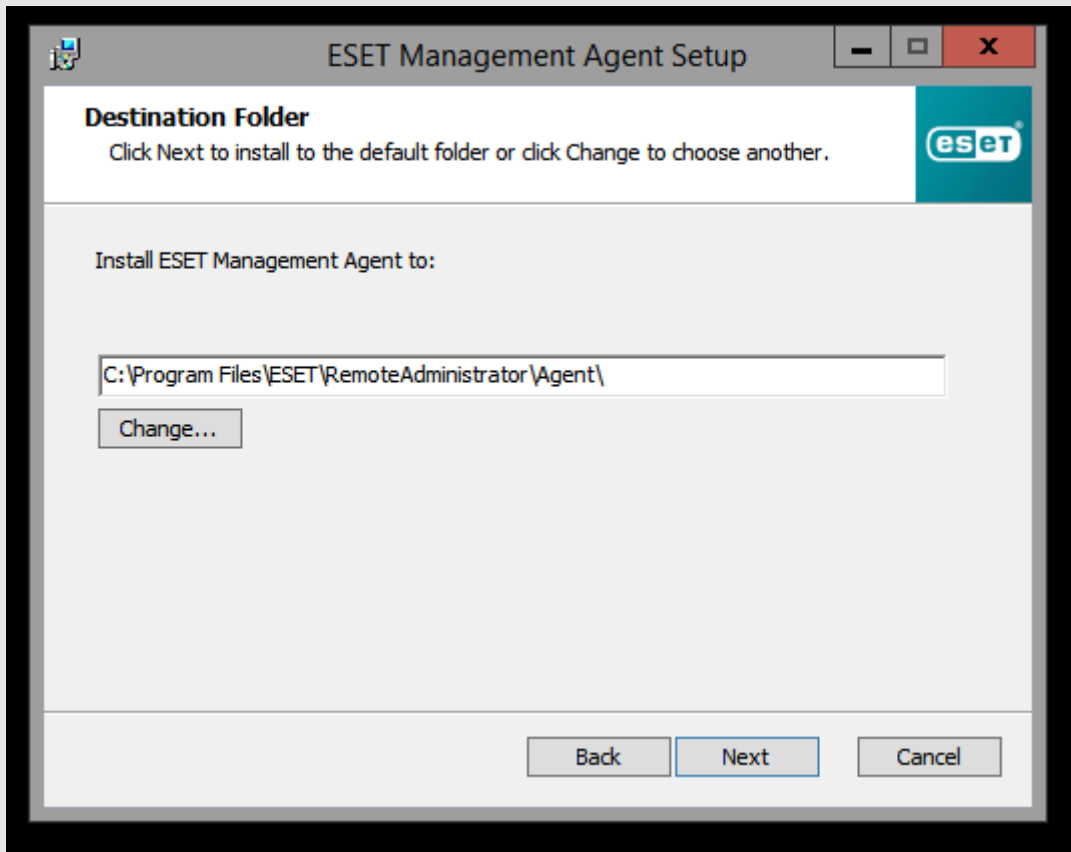 ESET Management Agent Setup
Destination Folder
Click Next to install to the default folder or click Change to choose another.
eset®
Install ESET Management Agent to:
C:\Program Files\ESET\RemoteAdministrator\Agent\
Change...
Back Next Cancel